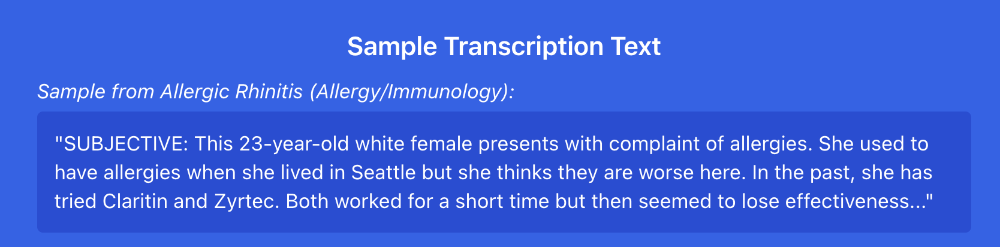 Sample Transcription Text
Sample from Allergic Rhinitis (Allergy/Immunology):
"SUBJECTIVE: This 23-year-old white female presents with complaint of allergies. She used to
have allergies when she lived in Seattle but she thinks they are worse here. In the past, she has
tried Claritin and Zyrtec. Both worked for a short time but then seemed to lose effectiveness..."